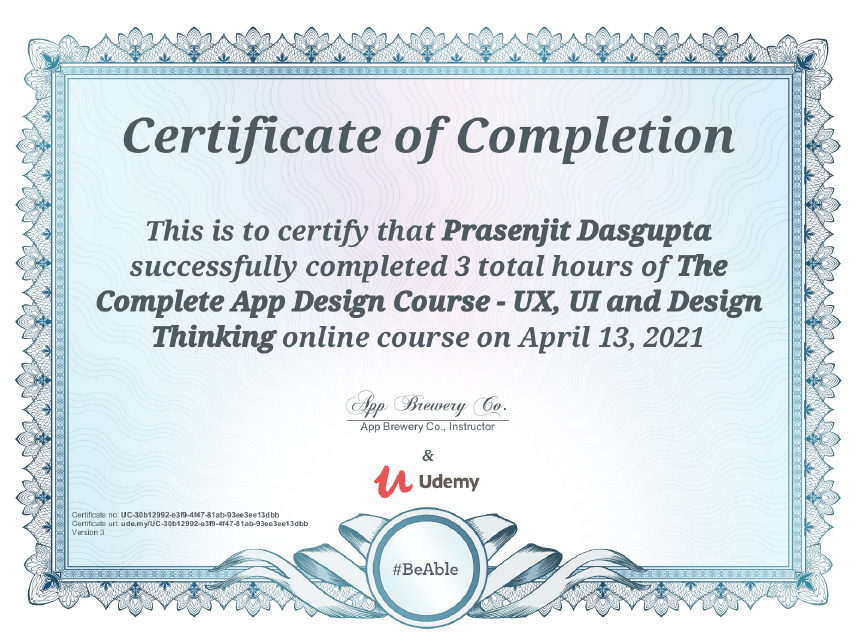 Certificate of Completion
This is to certify that Prasenjit Dasgupta
successfully completed 3 total hours of The
Complete App Design Course - UX, UI and Design
Thinking online course on April 13, 2021
App Brewery Co.
App Brewery Co., Instructor
&
Udemy
Certificate no: UC-30b12992-e3f9-4f47-81ab-93ee3ee13dbb
Certificate url: ude.my/UC-30b12992-e3f9-4f47-81ab-93ee3ee13dbb
Version 3
#BeAble